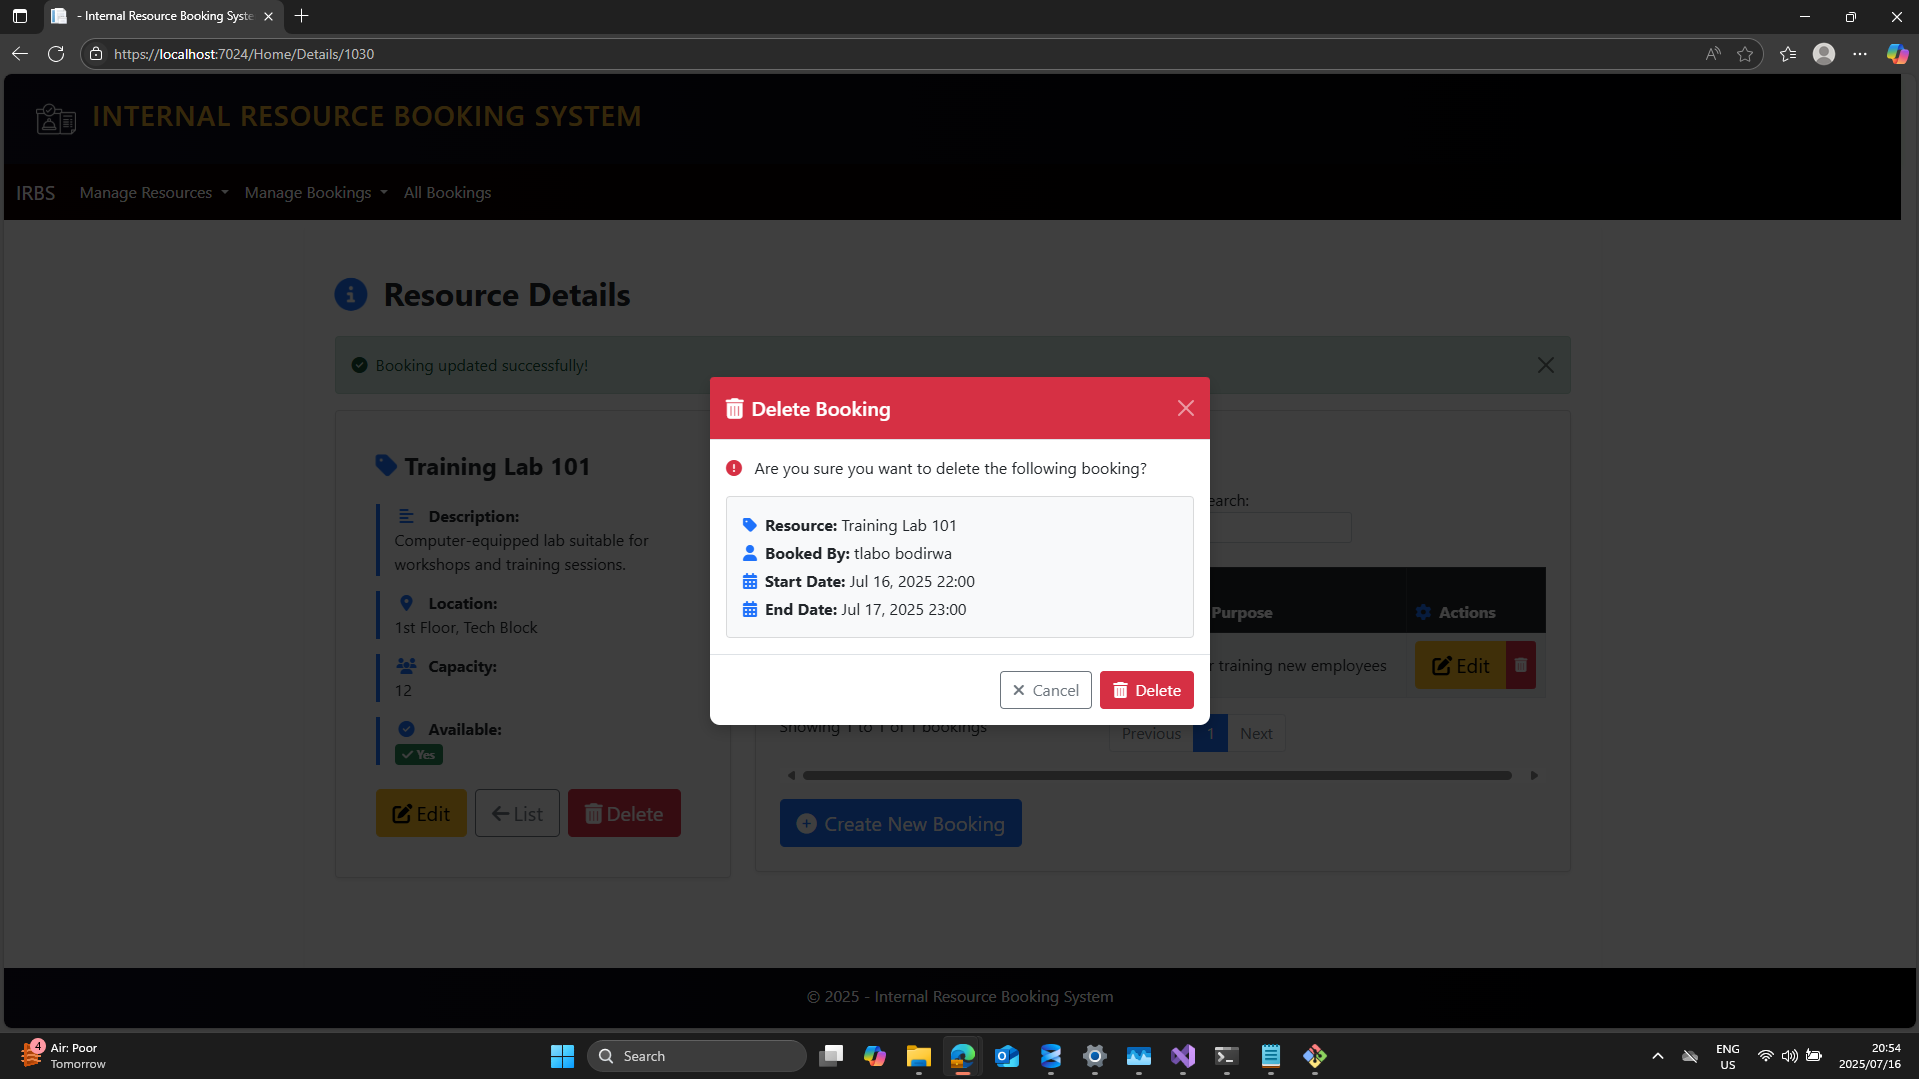 - Internal Resource Booking Syste
https://localhost:7024/Home/Details/1030
INTERNAL RESOURCE BOOKING SYSTEM
IRBS Manage Resources Manage Bookings All Bookings
Resource Details
Booking updated successfully!
Training Lab 101
Description:
Computer-equipped lab suitable for
workshops and training sessions.
Location:
1st Floor, Tech Block
Capacity:
12
Available:
Yes
Edit List Delete
Delete Booking
Are you sure you want to delete the following booking?
Resource: Training Lab 101
Booked By: tlabo bodirwa
Start Date: Jul 16, 2025 22:00
End Date: Jul 17, 2025 23:00
Cancel Delete
earch:
Purpose Actions
r training new employees Edit
Showing 1 to 1 of 1 bookings
Previous 1 Next
Create New Booking
© 2025 - Internal Resource Booking System
4
Air: Poor
Tomorrow
Search
ENG
US
20:54
2025/07/16